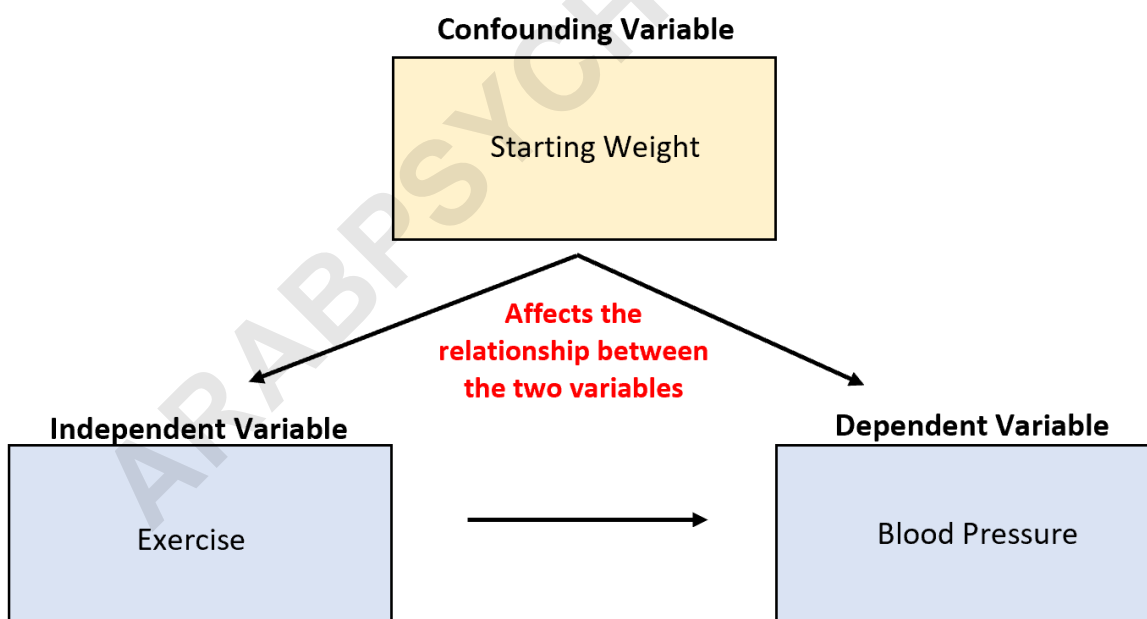 Confounding Variable
Starting Weight
Affects the
relationship between
the two variables
Independent Variable
Dependent Variable
Exercise
Blood Pressure
ARABPSYCH